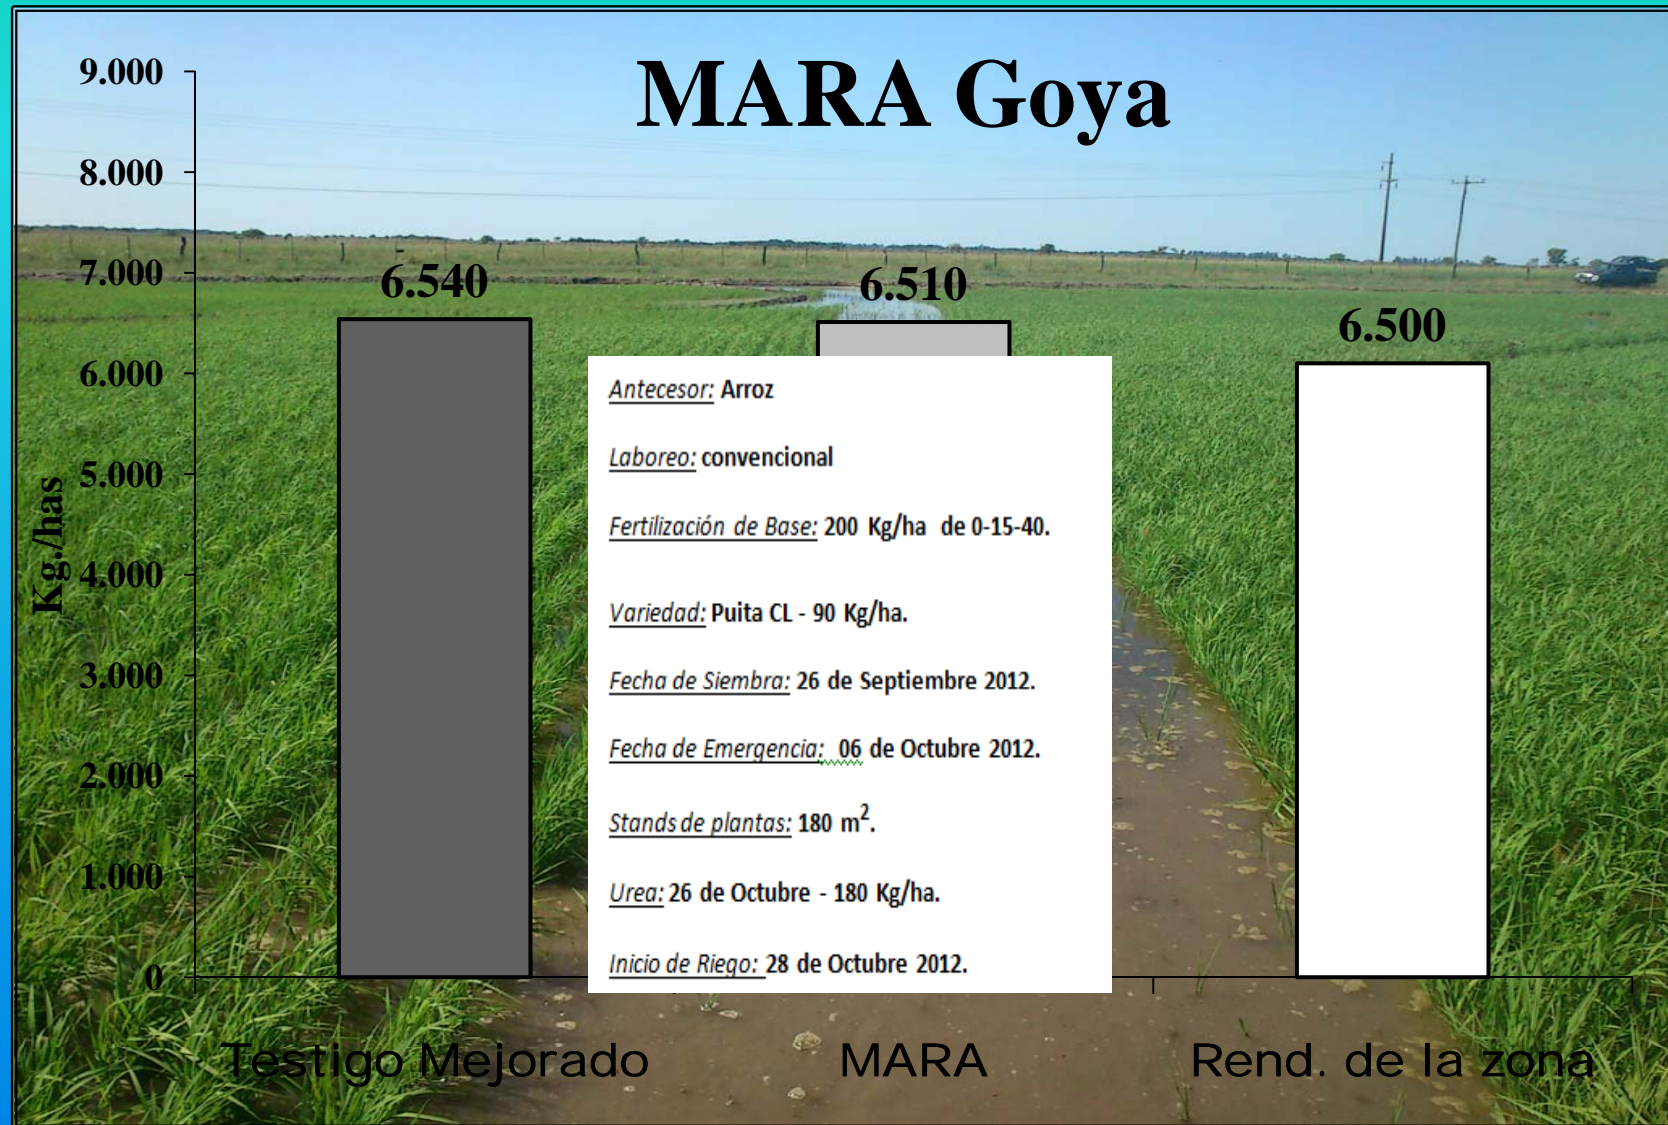 MARA Goya
9.000
8.000
7.000
6.000
5.000
4.000
3.000
2.000
1.000
0
Kg./has
6.540
6.510
6.500
Antecesor: Arroz
Laboreo: convencional
Fertilización de Base: 200 Kg/ha de 0-15-40.
Variedad: Puita CL - 90 Kg/ha.
Fecha de Siembra: 26 de Septiembre 2012.
Fecha de Emergencia: 06 de Octubre 2012.
Stands de plantas: 180 m².
Urea: 26 de Octubre - 180 Kg/ha.
Inicio de Riego: 28 de Octubre 2012.
Testigo Mejorado
MARA
Rend. de la zona